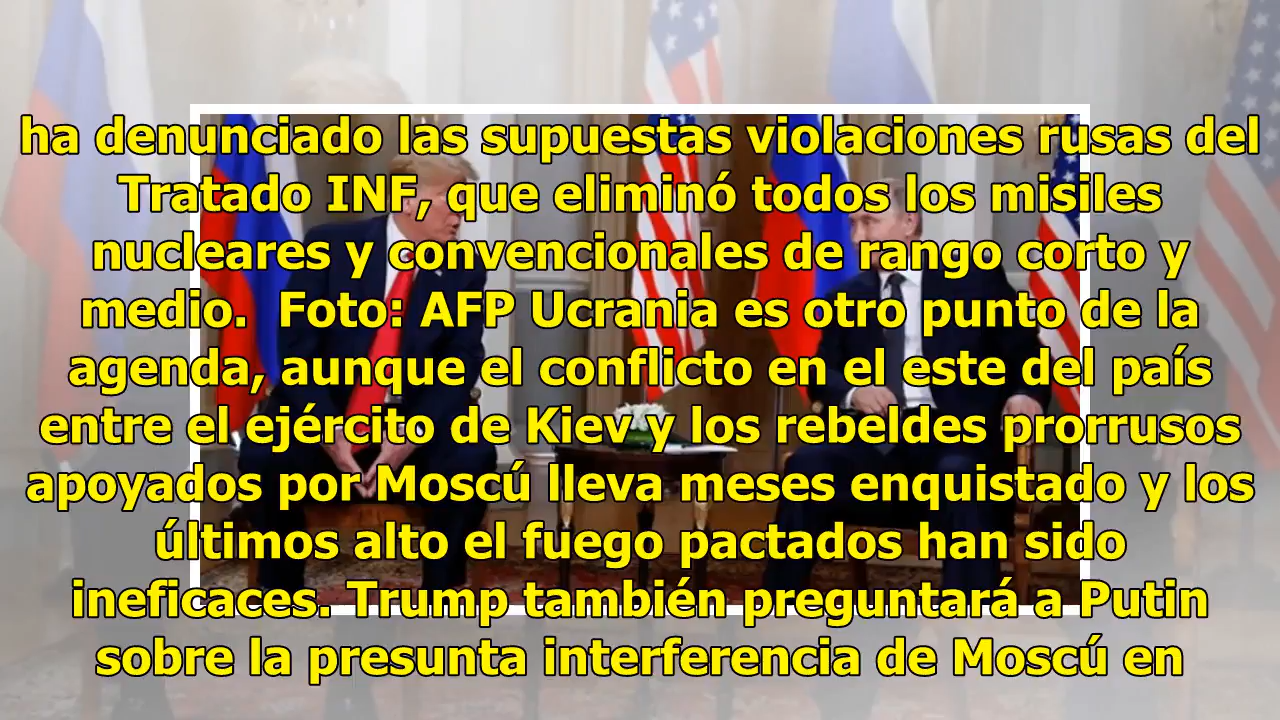 ha denunciado las supuestas violaciones rusas del
Tratado INF, que eliminó todos los misiles
nucleares y convencionales de rango corto y
medio.  Foto: AFP Ucrania es otro punto de la
agenda, aunque el conflicto en el este del país
entre el ejército de Kiev y los rebeldes prorrusos
apoyados por Moscú lleva meses enquistado y los
últimos alto el fuego pactados han sido
ineficaces. Trump también preguntará a Putin
sobre la presunta interferencia de Moscú en